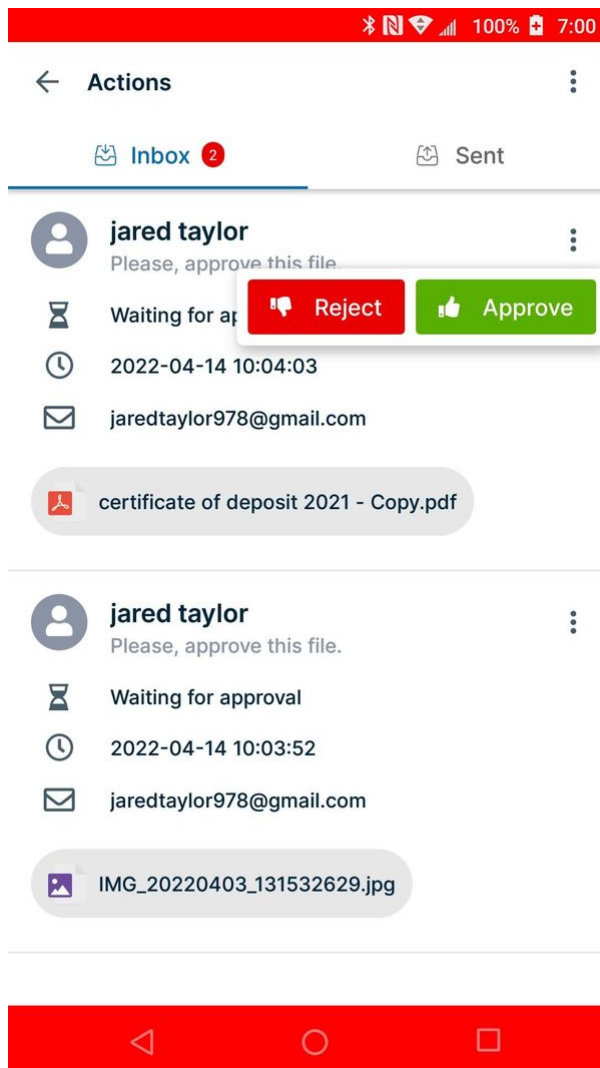 100% 7:00
Actions
Inbox 2 Sent
jared taylor
Please, approve this file.
Reject Approve
Waiting for ap
2022-04-14 10:04:03
jaredtaylor978@gmail.com
certificate of deposit 2021 - Copy.pdf
jared taylor
Please, approve this file.
Waiting for approval
2022-04-14 10:03:52
jaredtaylor978@gmail.com
IMG_20220403_131532629.jpg